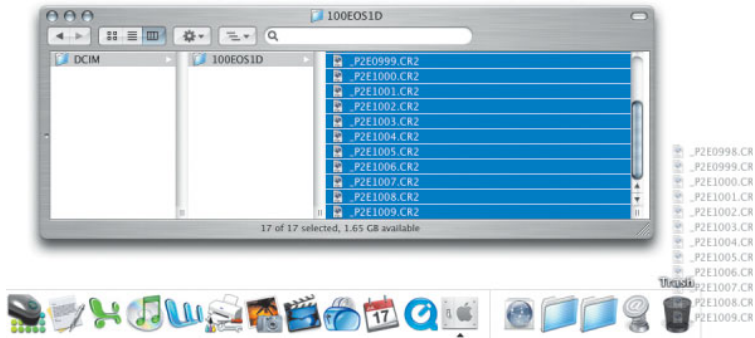 100EOS1D
DCIM
100EOS1D
_P2E0999.CR2
_P2E1000.CR2
_P2E1001.CR2
_P2E1002.CR2
_P2E1003.CR2
_P2E1004.CR2
_P2E1005.CR2
_P2E1006.CR2
_P2E1007.CR2
_P2E1008.CR2
_P2E1009.CR2
17 of 17 selected, 1.65 GB available
_P2E0998.CR
_P2E0999.CR
_P2E1000.CR
_P2E1001.CR
_P2E1002.CR
_P2E1003.CR
_P2E1004.CR
_P2E1005.CR
_P2E1006.CR
Trash
_P2E1007.CR
_P2E1008.CR
_P2E1009.CR
17